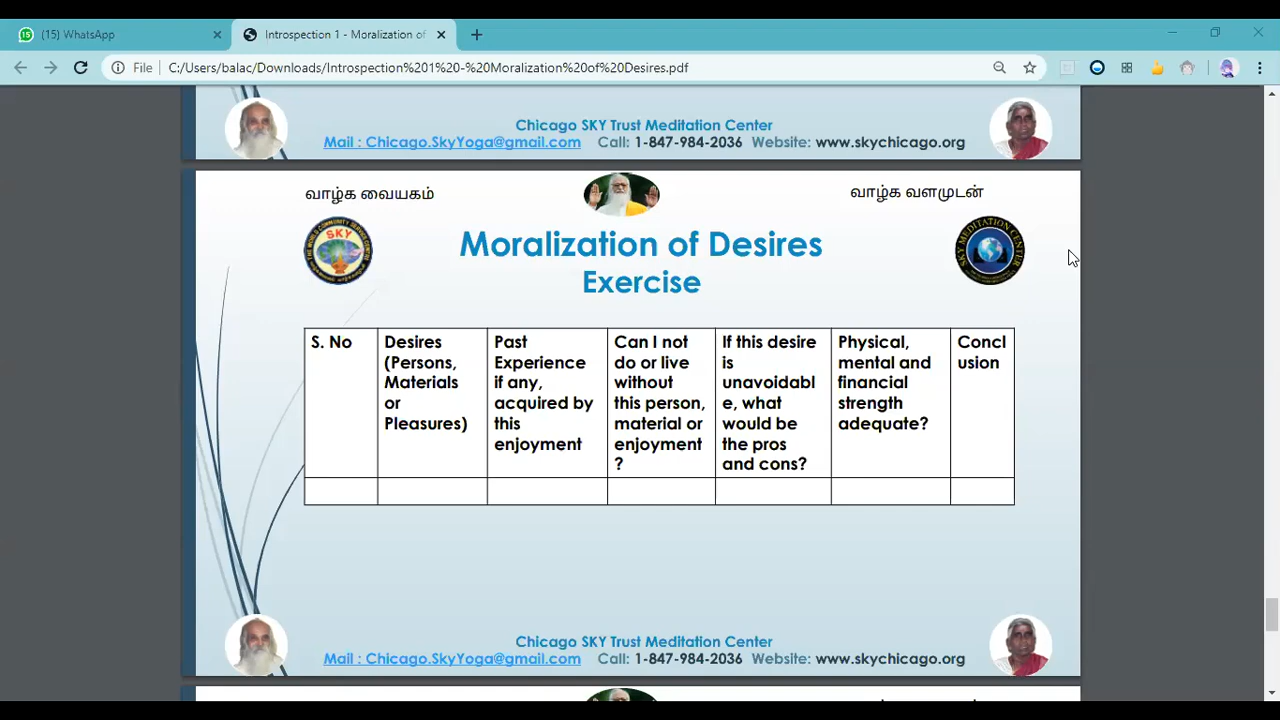 (15) WhatsApp
Introspection 1 - Moralization of
File
C:/Users/balac/Downloads/Introspection%201%20-%20Moralization%20of%20Desires.pdf
Chicago SKY Trust Meditation Center
Mail : Chicago.SkyYoga@gmail.com Call: 1-847-984-2036 Website: www.skychicago.org
வாழ்க வையகம்
வாழ்க வளமுடன்
SKY
SKY MEDITATION CENTER
Moralization of Desires
Exercise
S. No
Desires
(Persons,
Materials
or
Pleasures)
Past
Experience
if any,
acquired by
this
enjoyment
Can I not
do or live
without
this person,
material or
enjoyment
?
If this desire
is
unavoidabl
e, what
would be
the pros
and cons?
Physical,
mental and
financial
strength
adequate?
Concl
usion
Chicago SKY Trust Meditation Center
Mail : Chicago.SkyYoga@gmail.com Call: 1-847-984-2036 Website: www.skychicago.org